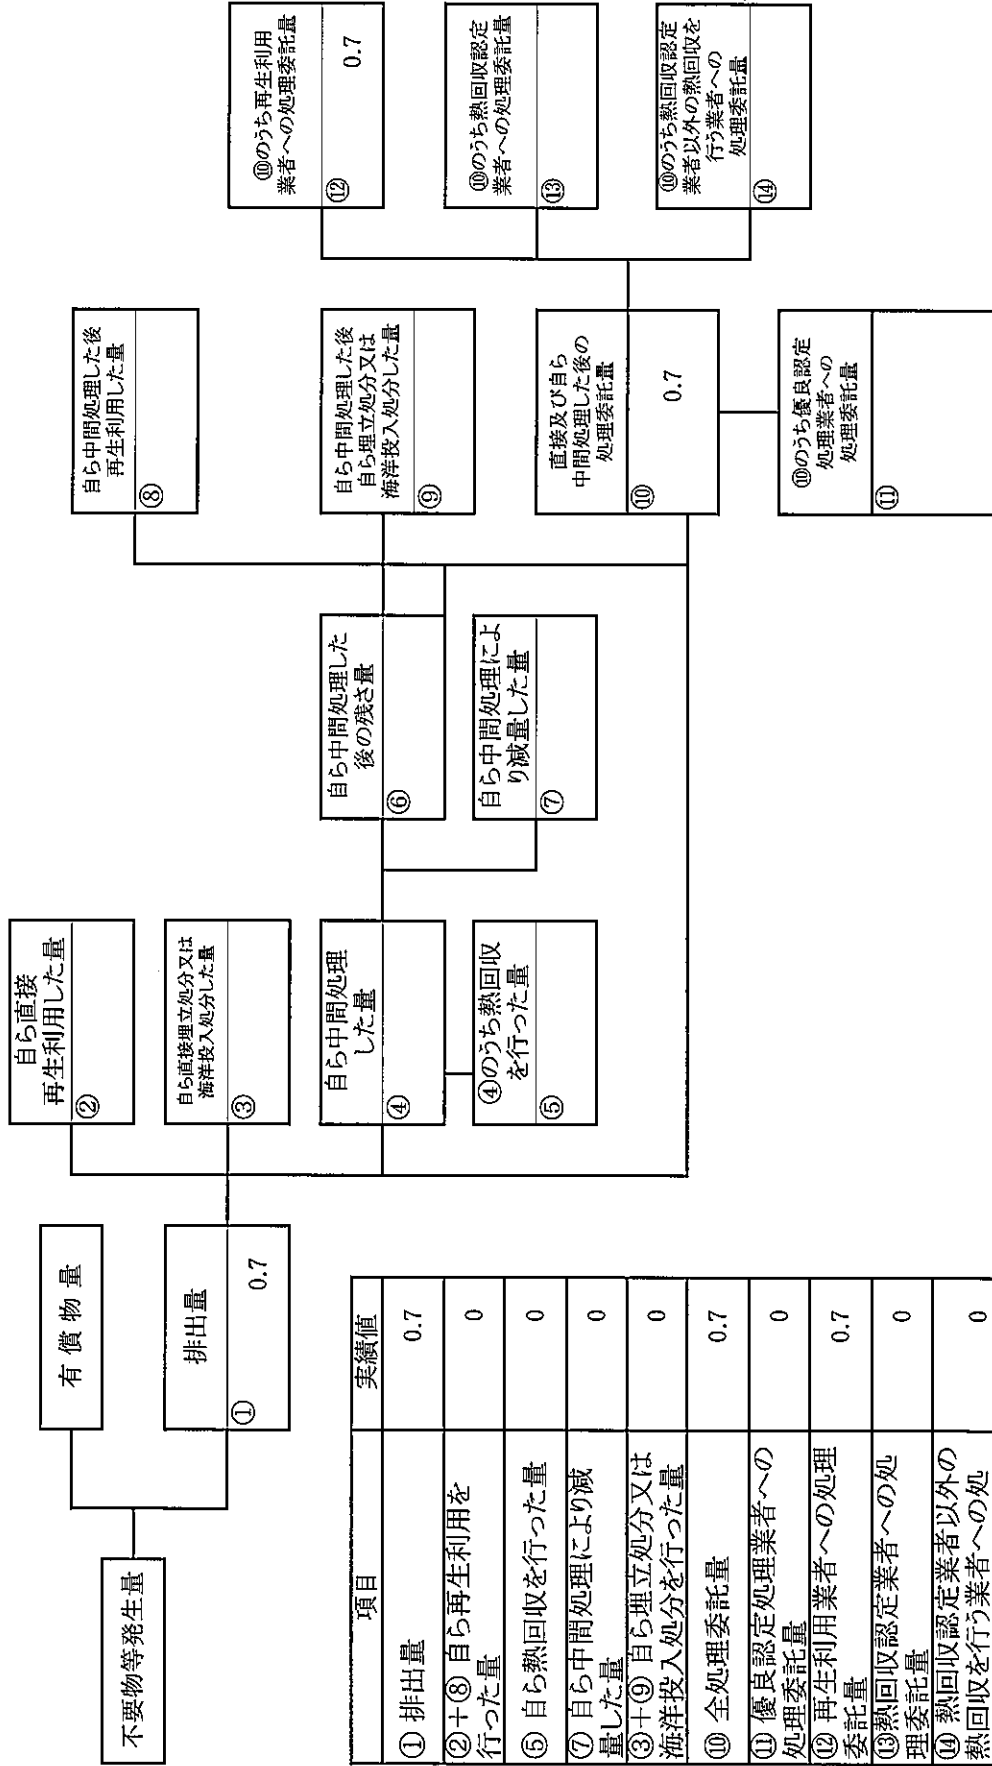 不要物等発生量
有 償 物 量
排出量
①
0.7
自ら直接
再生利用した量
②
自ら直接埋立処分又は
海洋投入処分した量
③
自ら中間処理
した量
④
④のうち熱回収
を行った量
⑤
自ら中間処理した
後の残さ量
⑥
自ら中間処理によ
り減量した量
⑦
自ら中間処理した後
再生利用した量
⑧
自ら中間処理した後
自ら埋立処分又は
海洋投入処分した量
⑨
直接及び自ら
中間処理した後の
処理委託量
⑩
0.7
⑩のうち優良認定
処理業者への
処理委託量
⑪
⑩のうち再生利用
業者への処理委託量
⑫
0.7
⑩のうち熱回収認定
業者への処理委託量
⑬
⑩のうち熱回収認定
業者以外の熱回収を
行う業者への
処理委託量
⑭
項目 実績値
① 排出量 0.7
②+⑧ 自ら再生利用を
行った量 0
⑤ 自ら熱回収を行った量 0
⑦ 自ら中間処理により減
量した量 0
③+⑨ 自ら埋立処分又は
海洋投入処分を行った量 0
⑩ 全処理委託量 0.7
⑪ 優良認定処理業者への
処理委託量 0
⑫ 再生利用業者への処理
委託量 0.7
⑬熱回収認定業者への処
理委託量 0
⑭ 熱回収認定業者以外の
熱回収を行う業者への処 0